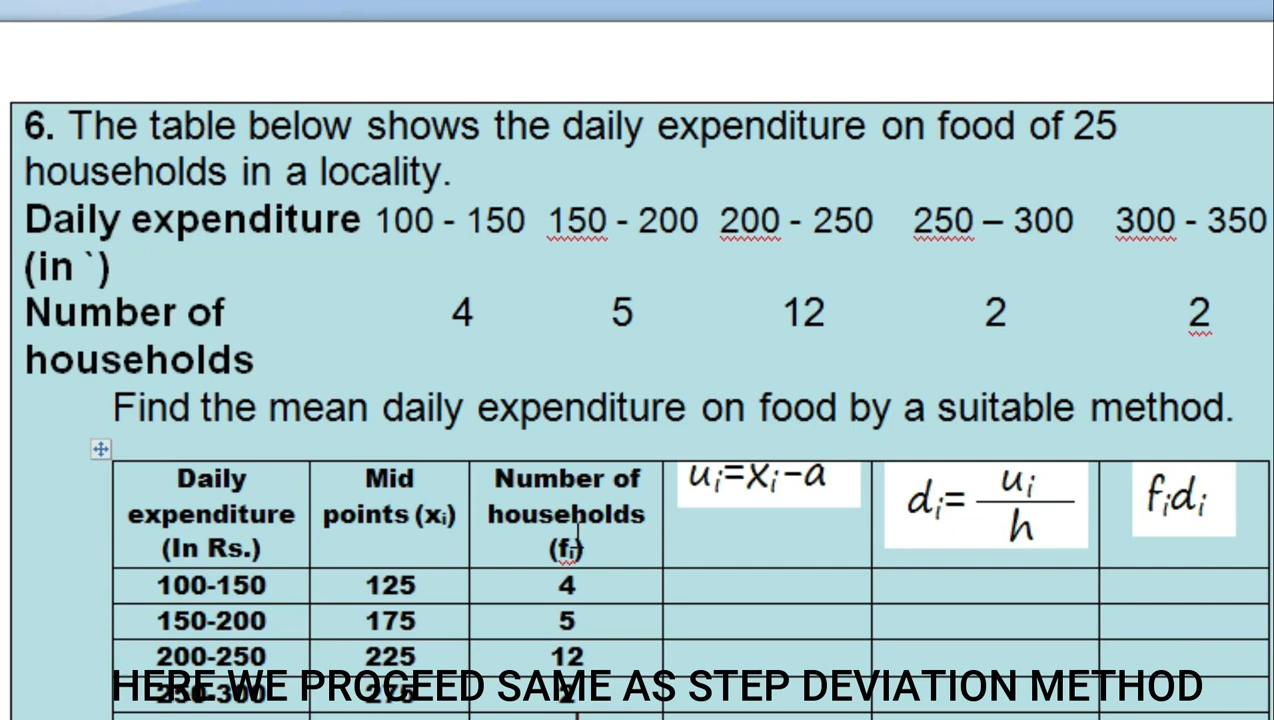 6. The table below shows the daily expenditure on food of 25
households in a locality.
Daily expenditure 100 - 150 150 - 200 200 - 250 250 – 300 300 - 350
(in `)
Number of 4 5 12 2 2
households
Find the mean daily expenditure on food by a suitable method.
Daily expenditure (In Rs.) Mid points (xi) Number of households (fi) ui=xi-a di= ui/h fidi
100-150 125 4
150-200 175 5
200-250 225 12
250-300 275 2
HERE WE PROCEED SAME AS STEP DEVIATION METHOD